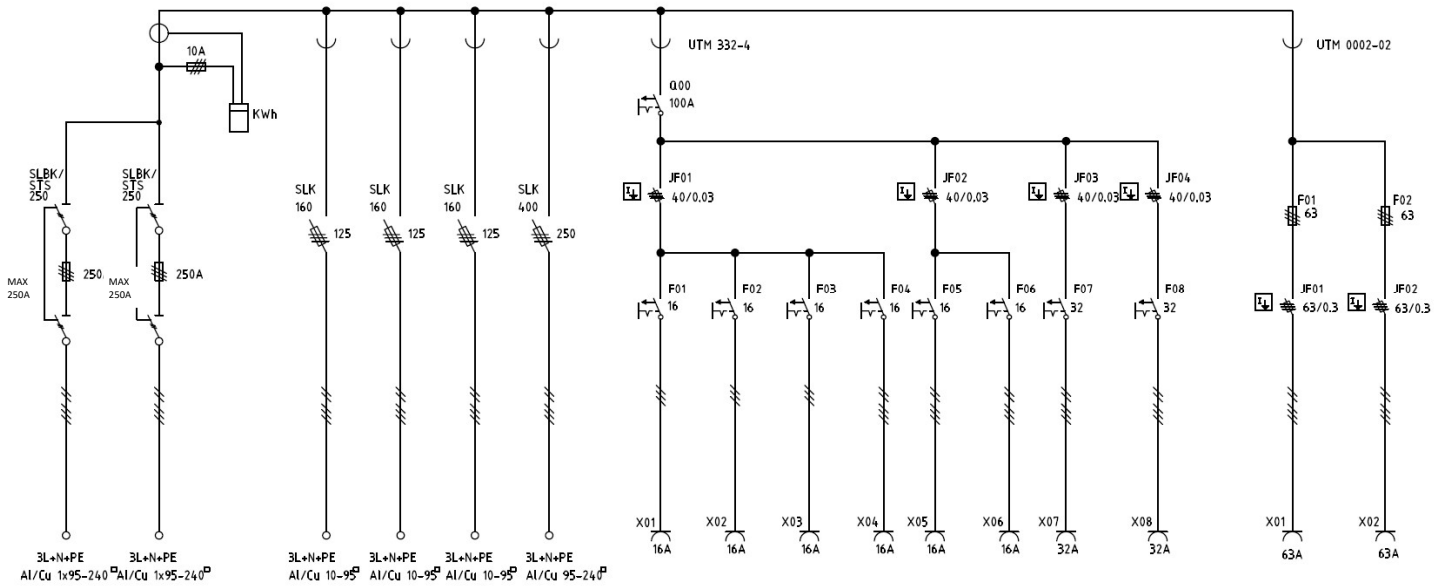 10A
KWh
SLBK/
STS
250
SLBK/
STS
250
250
250A
MAX
250A
MAX
250A
3L+N+PE
Al/Cu 1x95-240□
3L+N+PE
Al/Cu 1x95-240□
SLK
160
125
SLK
160
125
SLK
160
125
SLK
400
250
3L+N+PE
Al/Cu 10-95□
3L+N+PE
Al/Cu 10-95□
3L+N+PE
Al/Cu 10-95□
3L+N+PE
Al/Cu 95-240□
UTM 332-4
Q00
100A
JF01
40/0.03
JF02
40/0.03
JF03
40/0.03
JF04
40/0.03
F01
16
F02
16
F03
16
F04
16
F05
16
F06
16
F07
32
F08
32
X01
16A
X02
16A
X03
16A
X04
16A
X05
16A
X06
16A
X07
32A
X08
32A
UTM 0002-02
F01
63
F02
63
JF01
63/0.3
JF02
63/0.3
X01
63A
X02
63A